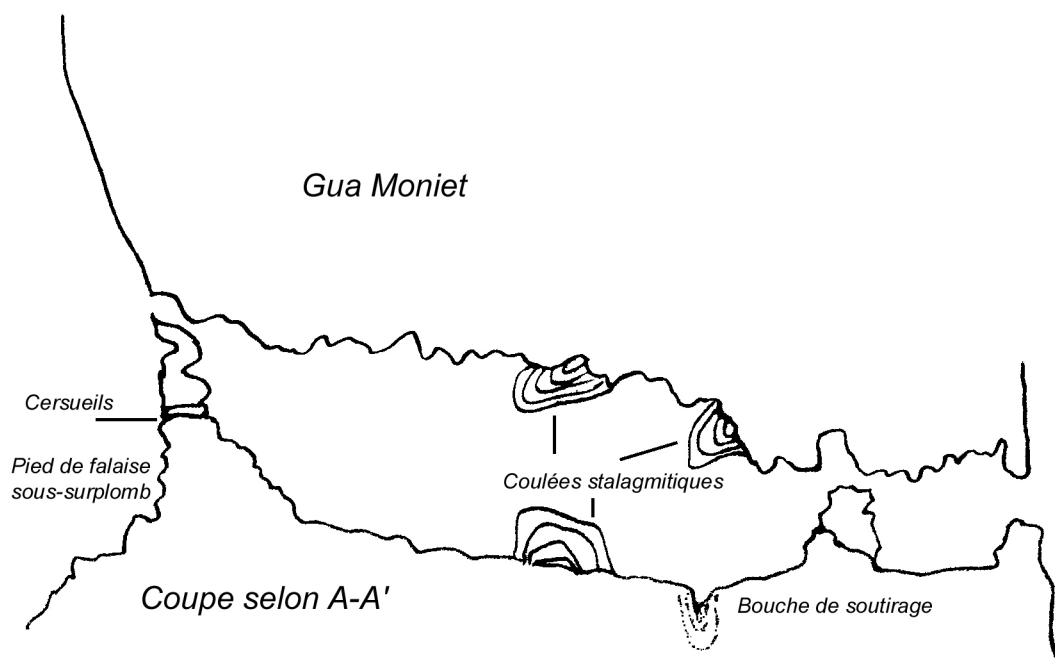 Gua Moniet
Cersueils
Pied de falaise
sous-surplomb
Coulées stalagmitiques
Coupe selon A-A'
Bouche de soutirage